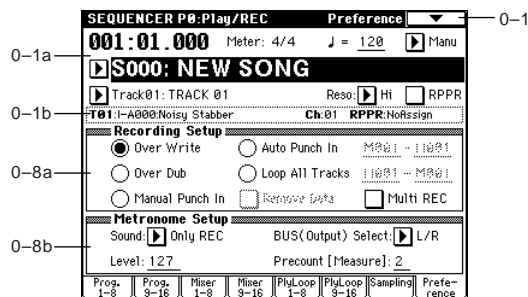 SEQUENCER P0:Play/REC Preference
0–1
001:01.000 Meter: 4/4 ♩ = 120 Manu
0–1a
S000: NEW SONG
Track01: TRACK 01 Reso: Hi RPPR
0–1b
T01:I-A000:Noisy Stabber Ch:01 RPPR:NoAssign
Recording Setup
Over Write Auto Punch In M001 - M001
0–8a
Over Dub Loop All Tracks M001 - M001
Manual Punch In Remove Data Multi REC
Metronome Setup
Sound: Only REC BUS(Output) Select: L/R
0–8b
Level: 127 Precount [Measure]: 2
Prog. 1-8 Prog. 9-16 Mixer 1-8 Mixer 9-16 PlyLoop 1-8 PlyLoop 9-16 Sampling Prefe-rence